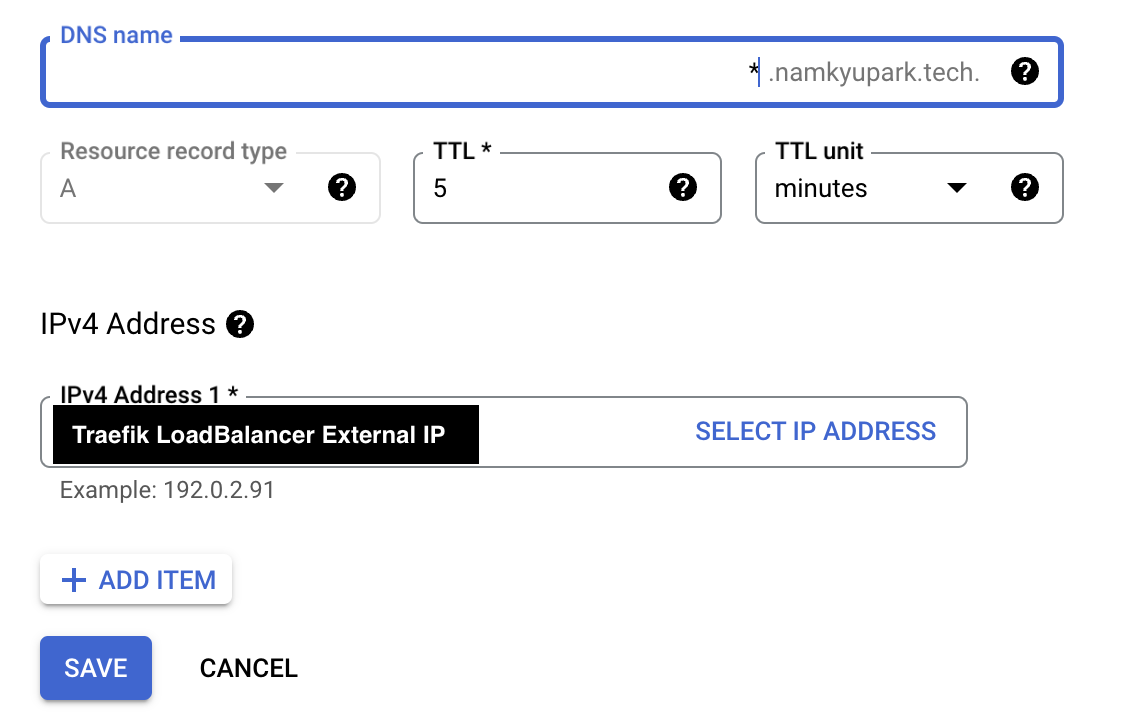 DNS name
* .namkyupark.tech. ?
Resource record type
A ?
TTL *
5 ?
TTL unit
minutes ?
IPv4 Address ?
IPv4 Address 1 *
Traefik LoadBalancer External IP
SELECT IP ADDRESS
Example: 192.0.2.91
+ ADD ITEM
SAVE
CANCEL